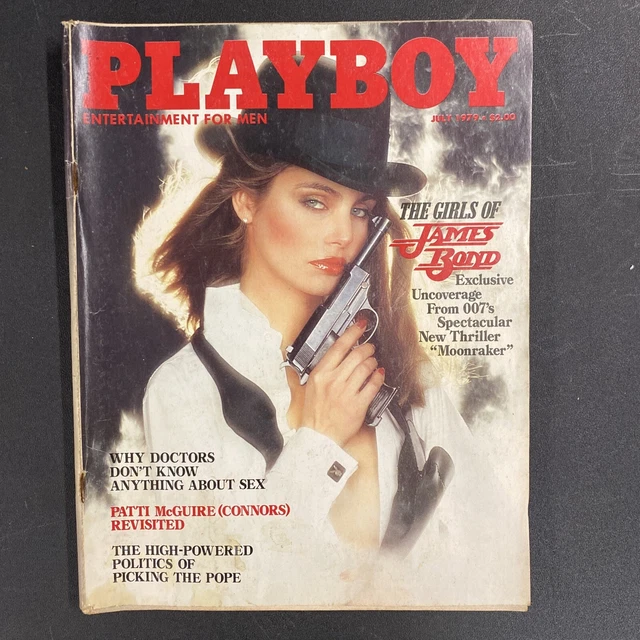 PLAYBOY
ENTERTAINMENT FOR MEN
JULY 1979 • $2.00
THE GIRLS OF
JAMES
BOND
Exclusive
Uncoverage
From 007's
Spectacular
New Thriller
"Moonraker"
WHY DOCTORS
DON'T KNOW
ANYTHING ABOUT SEX
PATTI McGUIRE (CONNORS)
REVISITED
THE HIGH-POWERED
POLITICS OF
PICKING THE POPE